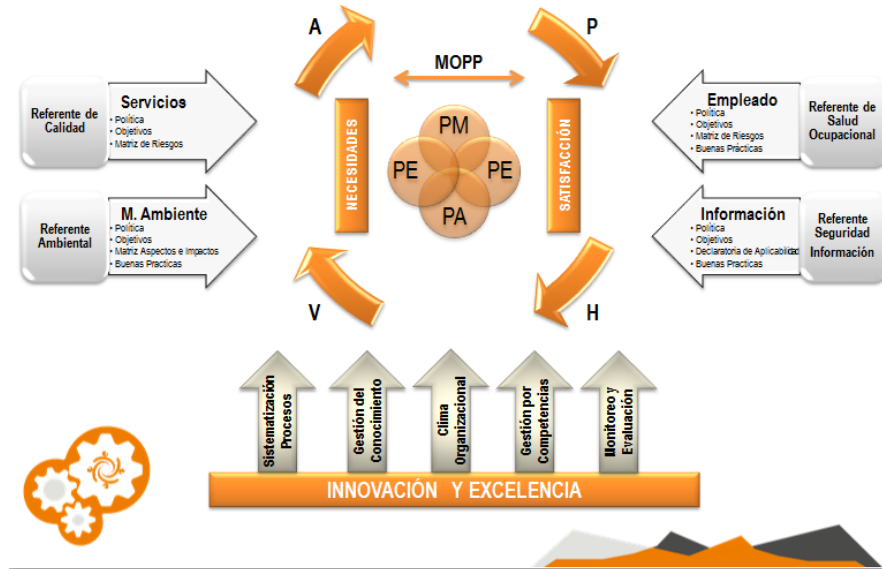 A
P
MOPP
Referente de
Calidad
Servicios
• Política
• Objetivos
• Matriz de Riesgos
Referente
Ambiental
M. Ambiente
• Política
• Objetivos
• Matriz Aspectos e Impactos
• Buenas Practicas
NECESIDADES
PM
PE
PE
PA
SATISFACCIÓN
Empleado
• Política
• Objetivos
• Matriz de Riesgos
• Buenas Prácticas
Referente
de Salud
Ocupacional
Información
• Política
• Objetivos
• Declaratoria de Aplicabilidad
• Buenas Practicas
Referente
Seguridad
Información
V
H
Sistematización
Procesos
Gestión del
Conocimiento
Clima
Organizacional
Gestión por
Competencias
Monitoreo y
Evaluación
INNOVACIÓN Y EXCELENCIA